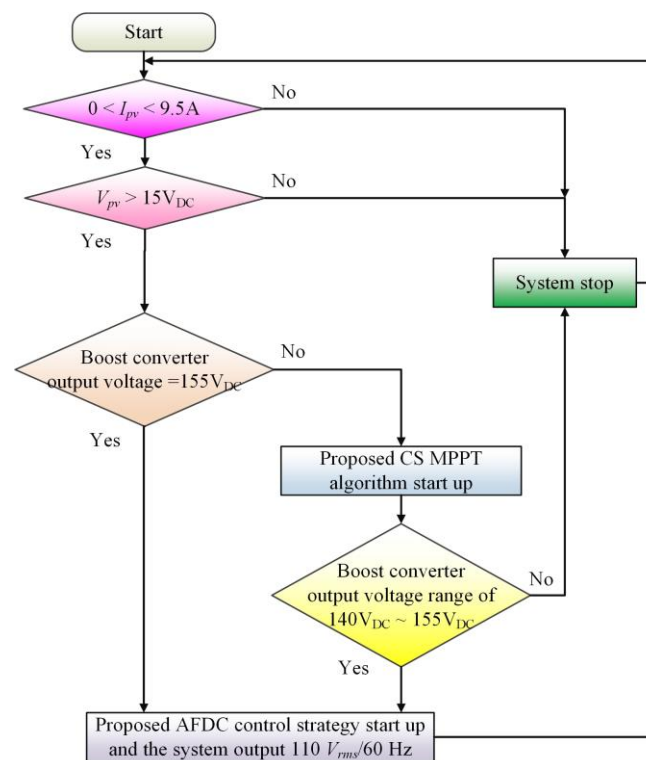 Start
0 < Ipv < 9.5A
No
Yes
Vpv > 15VDC
No
Yes
System stop
Boost converter
output voltage =155VDC
No
Yes
Proposed CS MPPT
algorithm start up
Boost converter
output voltage range of
140VDC ~ 155VDC
No
Yes
Proposed AFDC control strategy start up
and the system output 110 Vrms/60 Hz